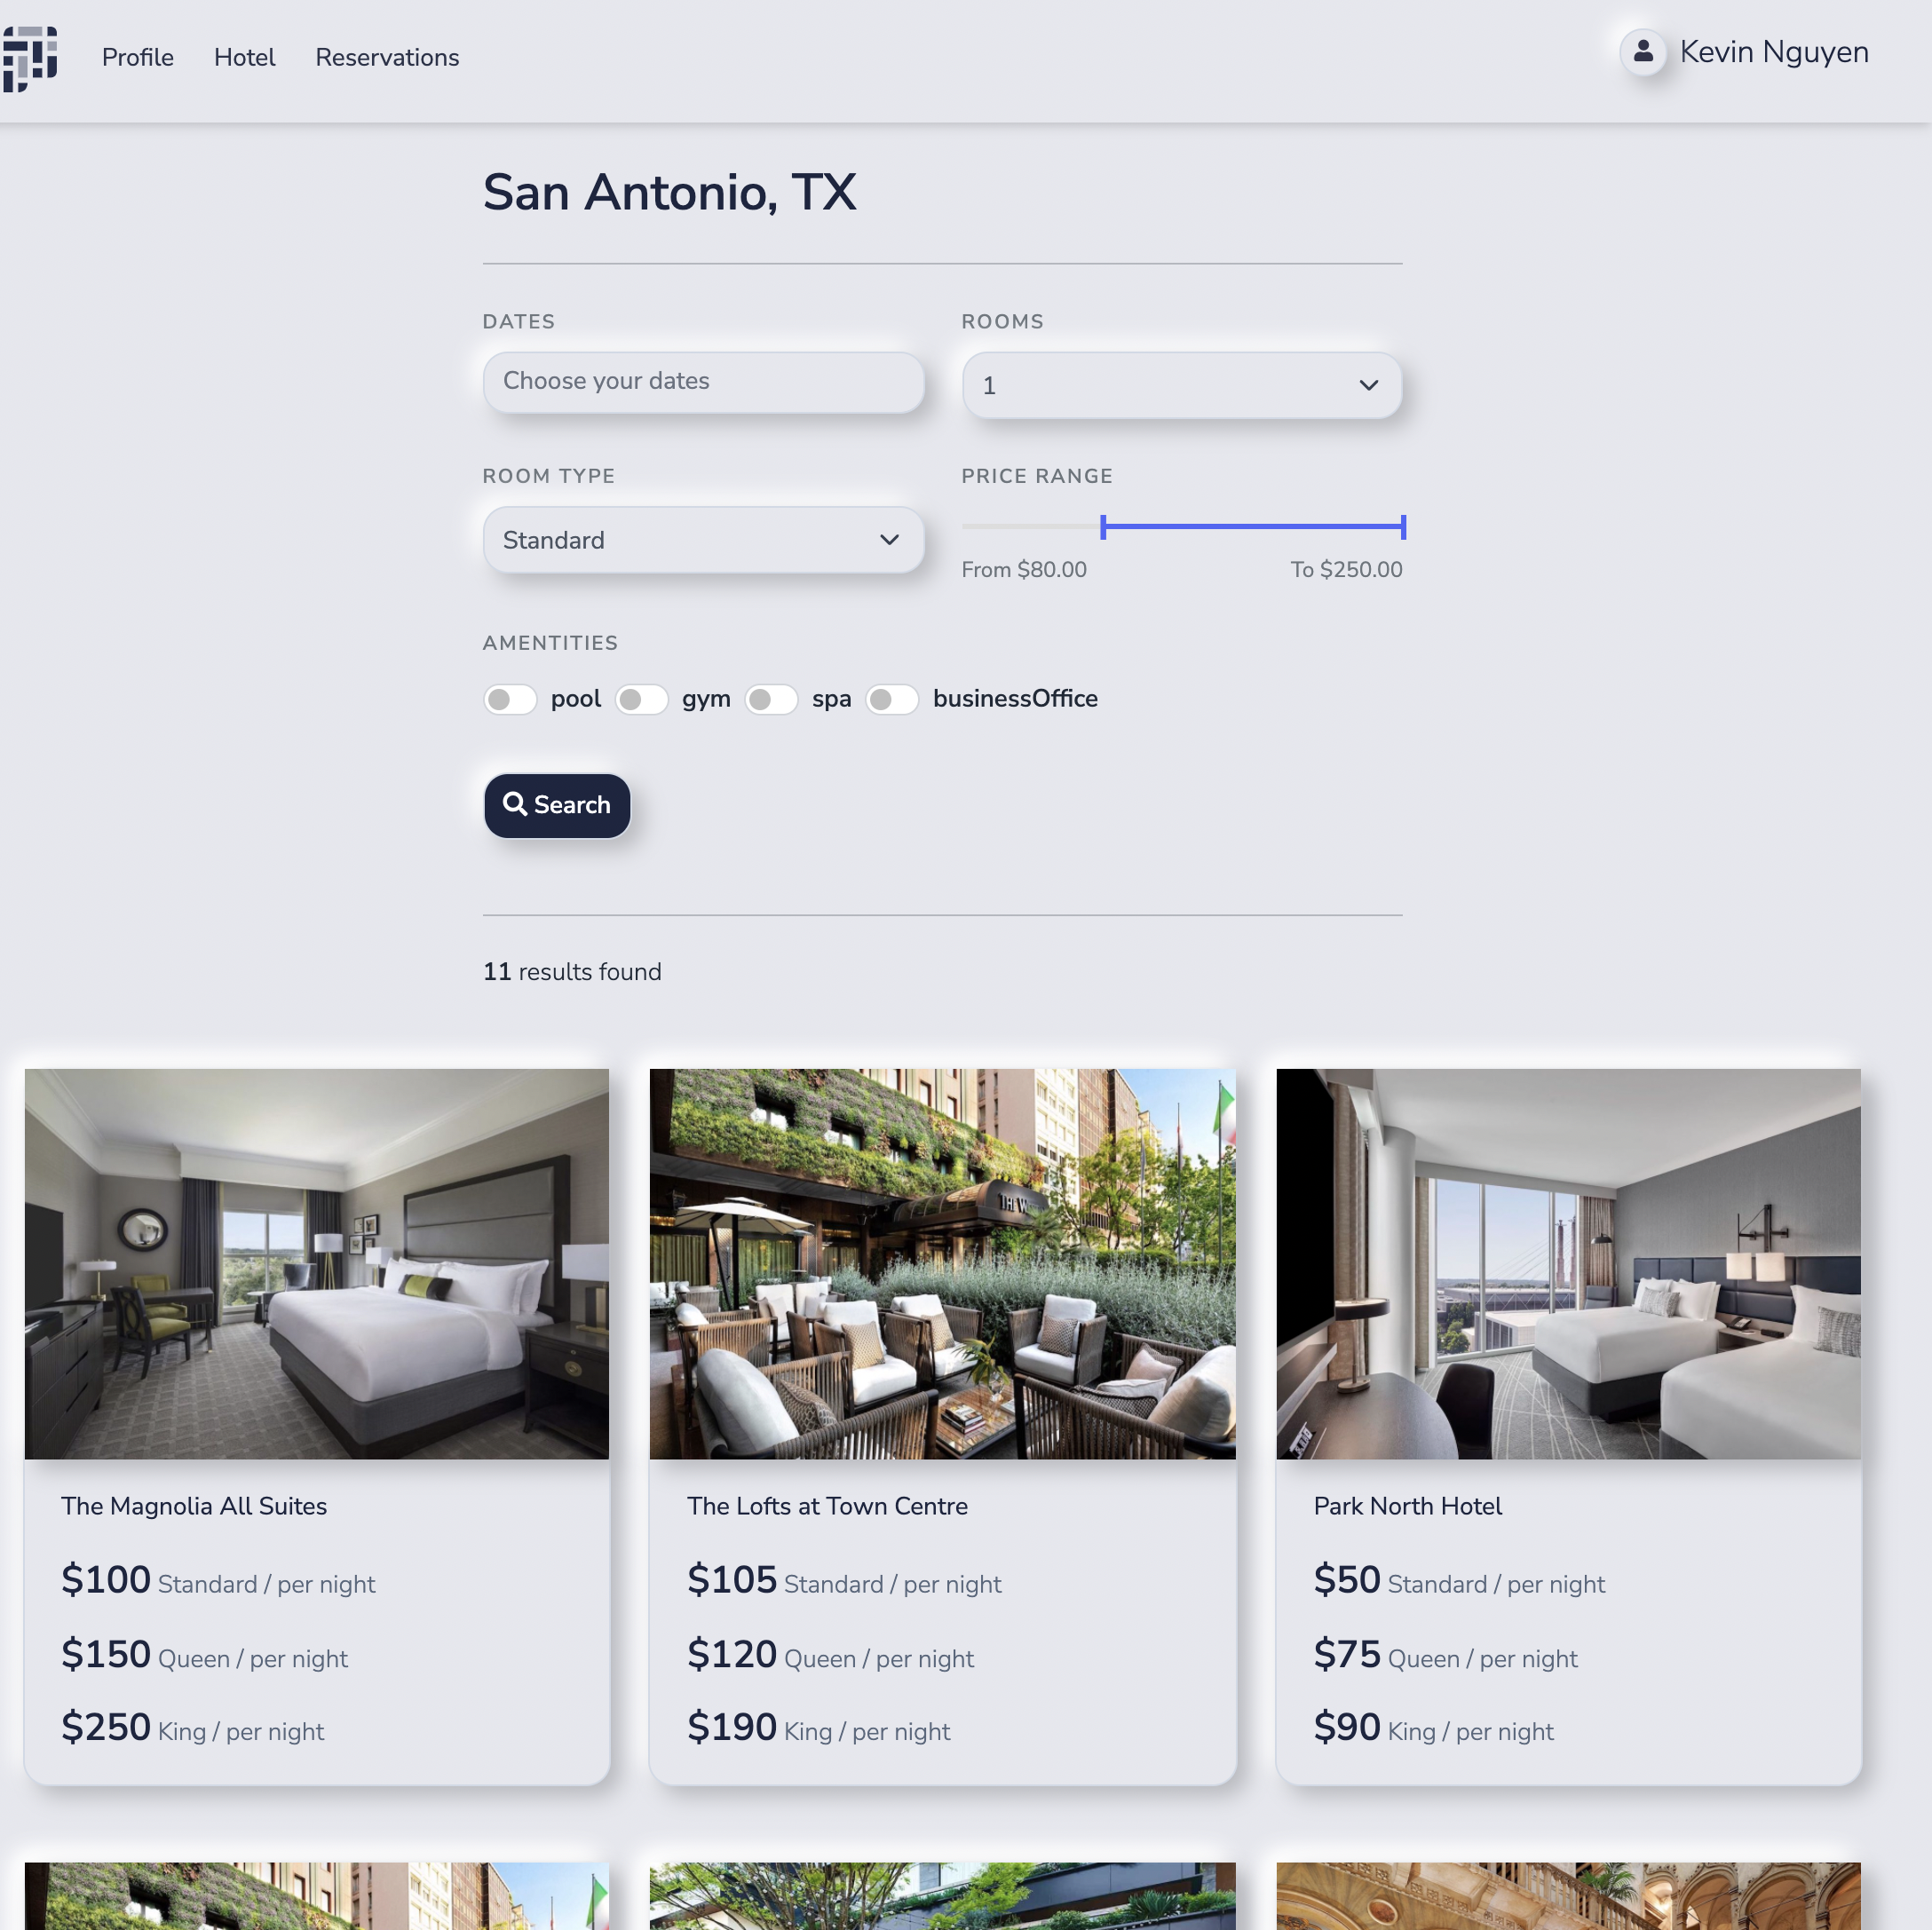 Profile Hotel Reservations Kevin Nguyen
San Antonio, TX
DATES ROOMS
Choose your dates 1
ROOM TYPE PRICE RANGE
Standard
From $80.00 To $250.00
AMENTITIES
pool gym spa businessOffice
Search
11 results found
The Magnolia All Suites
$100 Standard / per night
$150 Queen / per night
$250 King / per night
The Lofts at Town Centre
$105 Standard / per night
$120 Queen / per night
$190 King / per night
Park North Hotel
$50 Standard / per night
$75 Queen / per night
$90 King / per night